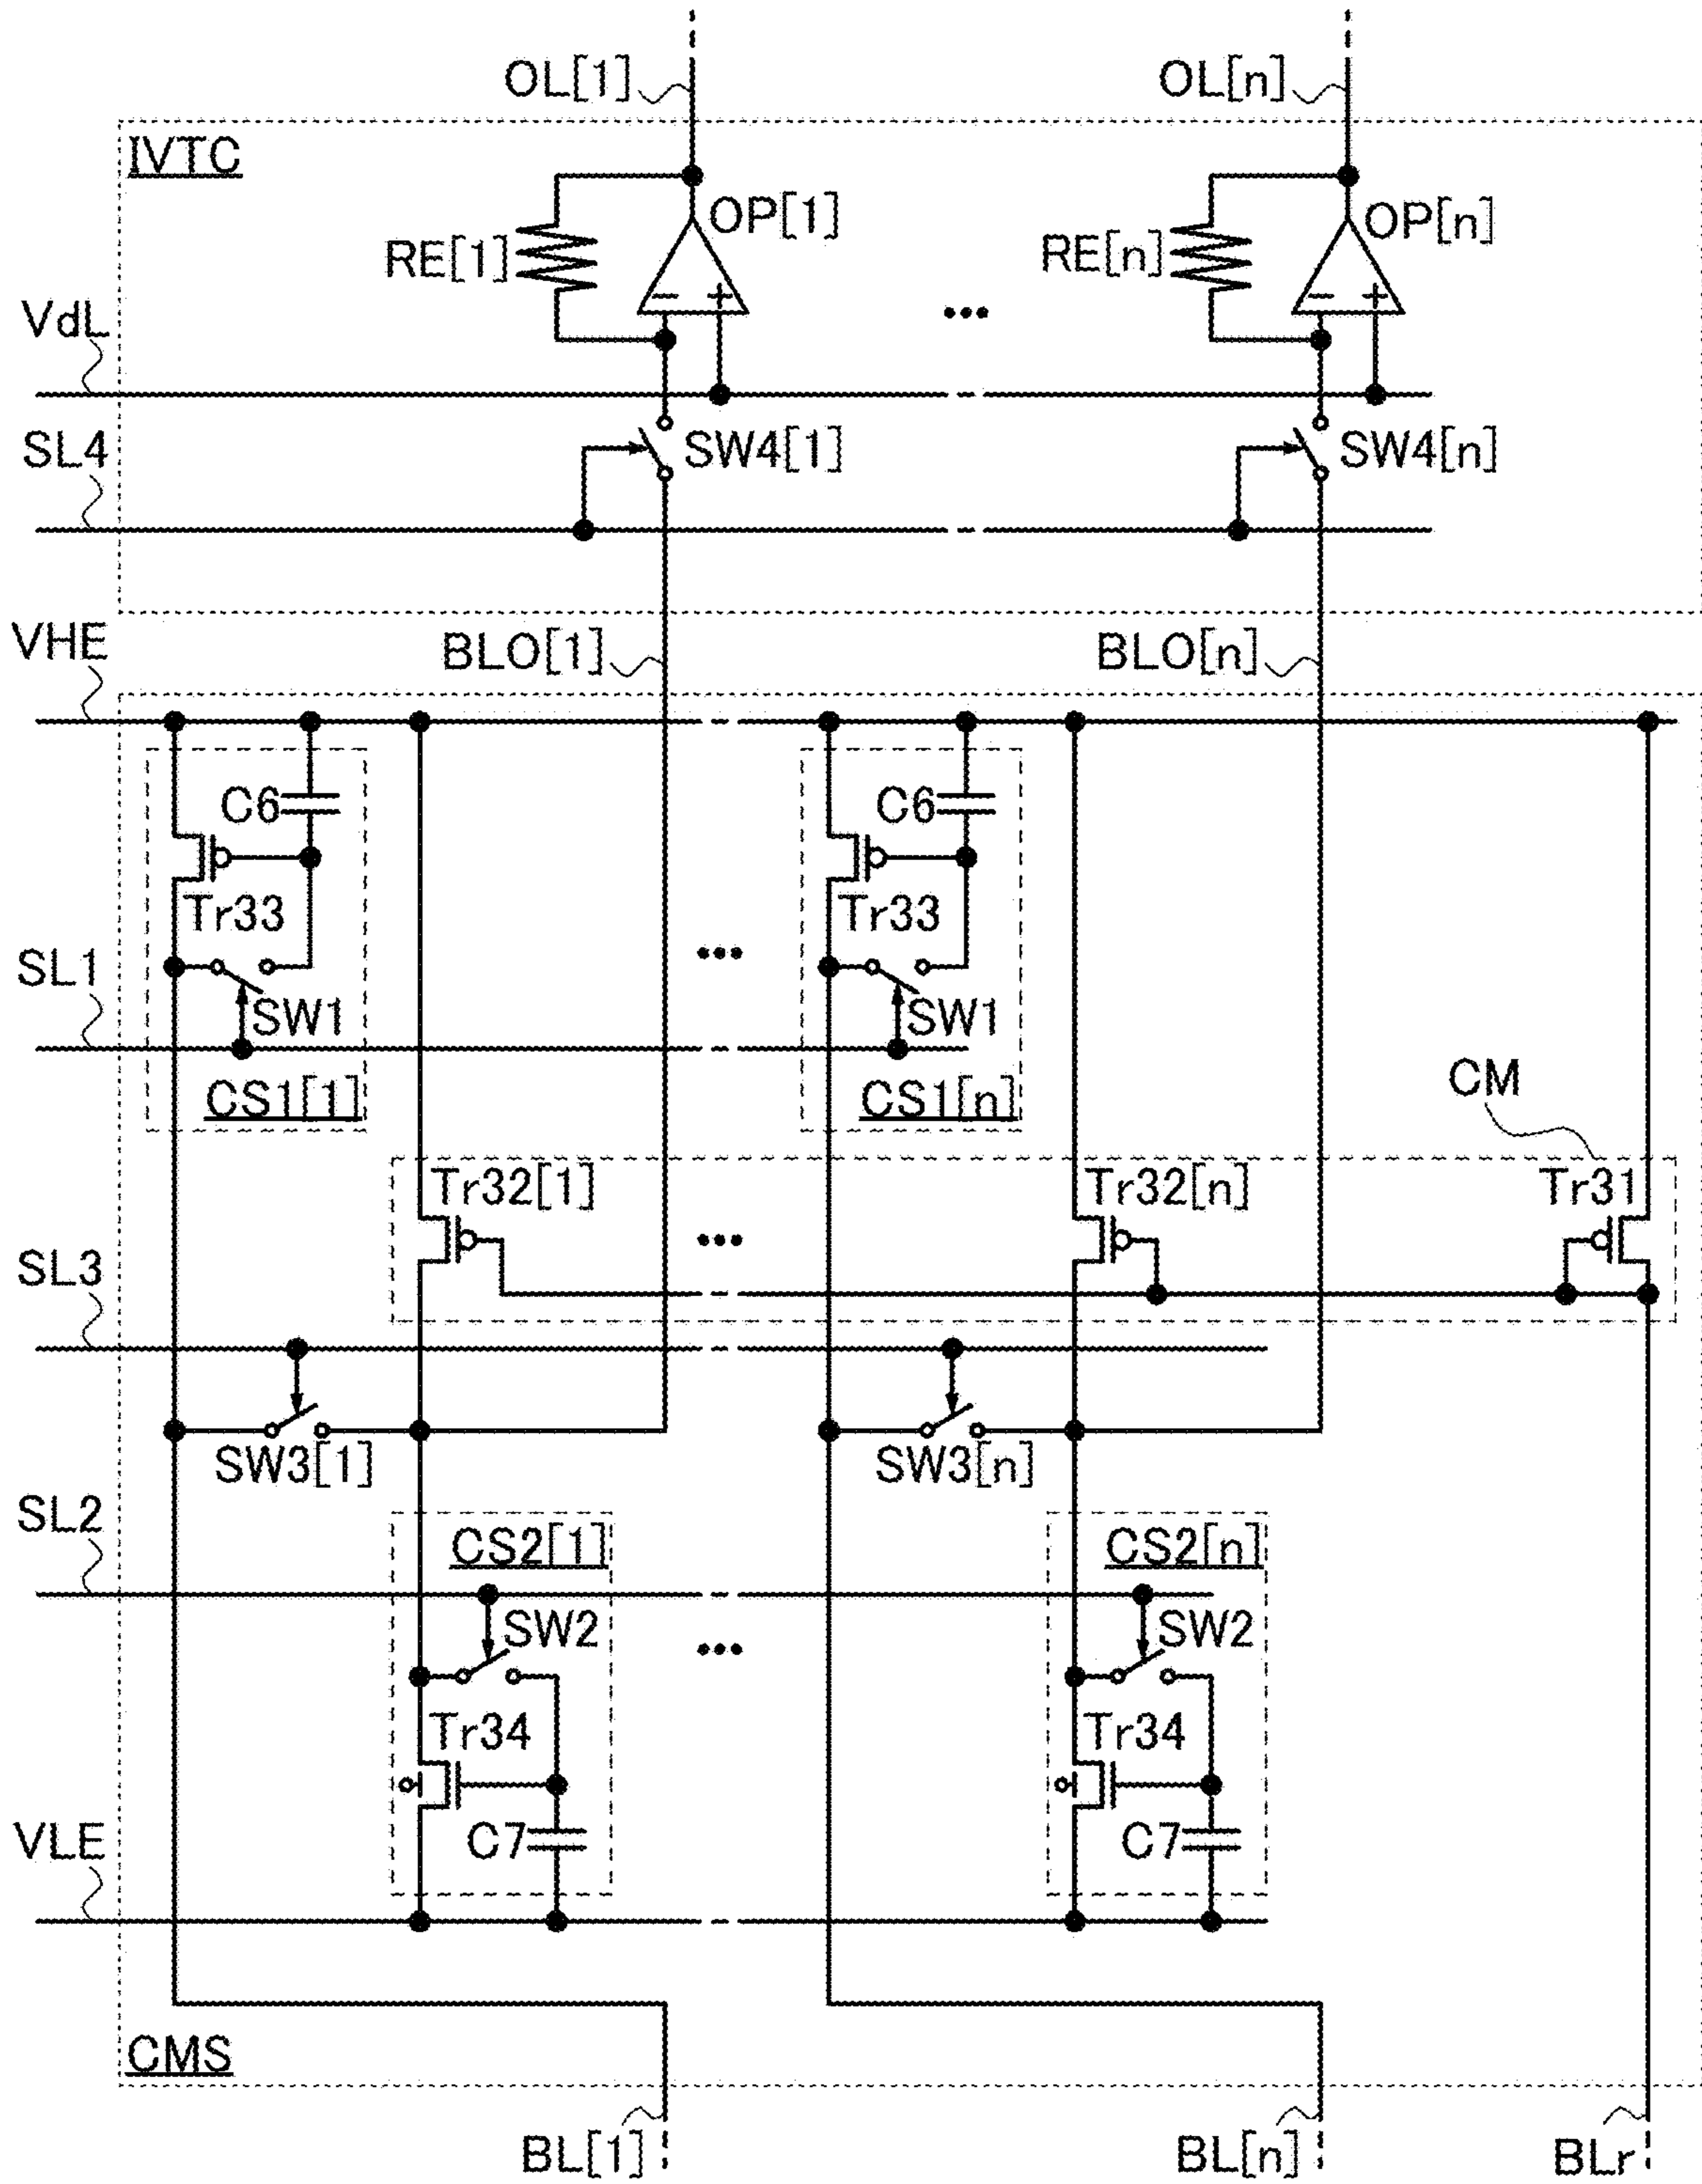 OL[1]
OL[n]
IVTC
OP[1]
OP[n]
RE[1]
RE[n]
− +
− +
VdL
SL4
SW4[1]
SW4[n]
VHE
BLO[1]
BLO[n]
C6
C6
Tr33
Tr33
SL1
SW1
SW1
CS1[1]
CS1[n]
CM
Tr32[1]
Tr32[n]
Tr31
SL3
SW3[1]
SW3[n]
SL2
CS2[1]
CS2[n]
SW2
SW2
Tr34
Tr34
VLE
C7
C7
CMS
BL[1]
BL[n]
BLr